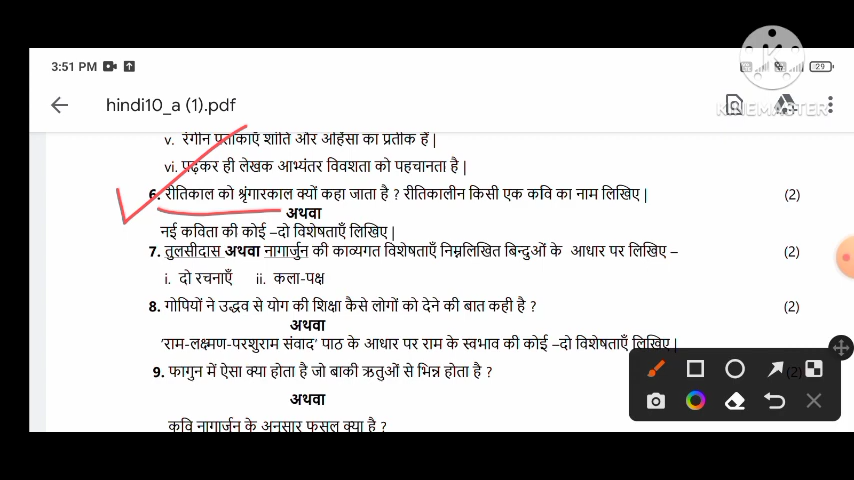 3:51 PM
29
hindi10_a (1).pdf
KINEMASTER
v. रंगीन पताकाएँ शांति और अहिंसा का प्रतीक हैं |
vi. पढ़कर ही लेखक आभ्यंतर विवशता को पहचानता है |
6. रीतिकाल को श्रृंगारकाल क्यों कहा जाता है ? रीतिकालीन किसी एक कवि का नाम लिखिए | (2)
अथवा
नई कविता की कोई –दो विशेषताएँ लिखिए |
7. तुलसीदास अथवा नागार्जुन की काव्यगत विशेषताएँ निम्नलिखित बिन्दुओं के आधार पर लिखिए – (2)
i. दो रचनाएँ ii. कला-पक्ष
8. गोपियों ने उद्धव से योग की शिक्षा कैसे लोगों को देने की बात कही है ? (2)
अथवा
'राम-लक्ष्मण-परशुराम संवाद' पाठ के आधार पर राम के स्वभाव की कोई –दो विशेषताएँ लिखिए |
9. फागुन में ऐसा क्या होता है जो बाकी ऋतुओं से भिन्न होता है ? (2)
अथवा
कवि नागार्जुन के अनुसार फसल क्या है ?